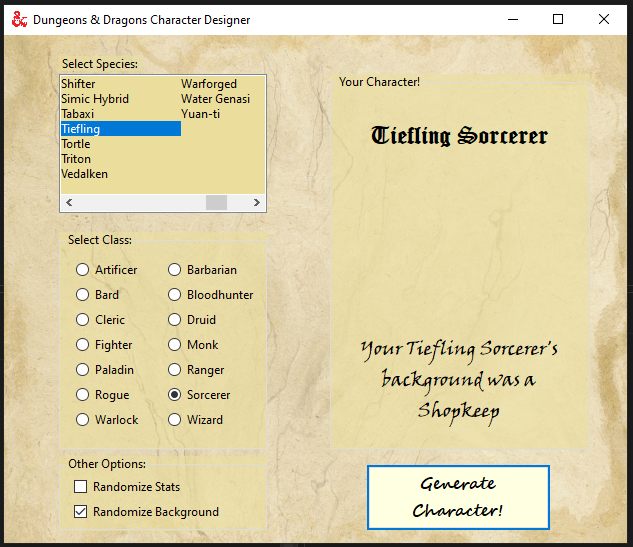 Dungeons & Dragons Character Designer
Select Species:
Shifter
Simic Hybrid
Tabaxi
Tiefling
Tortle
Triton
Vedalken
Warforged
Water Genasi
Yuan-ti
Select Class:
Artificer
Barbarian
Bard
Bloodhunter
Cleric
Druid
Fighter
Monk
Paladin
Ranger
Rogue
Sorcerer
Warlock
Wizard
Other Options:
Randomize Stats
Randomize Background
Your Character!
Tiefling Sorcerer
Your Tiefling Sorcerer's
background was a
Shopkeep
Generate
Character!